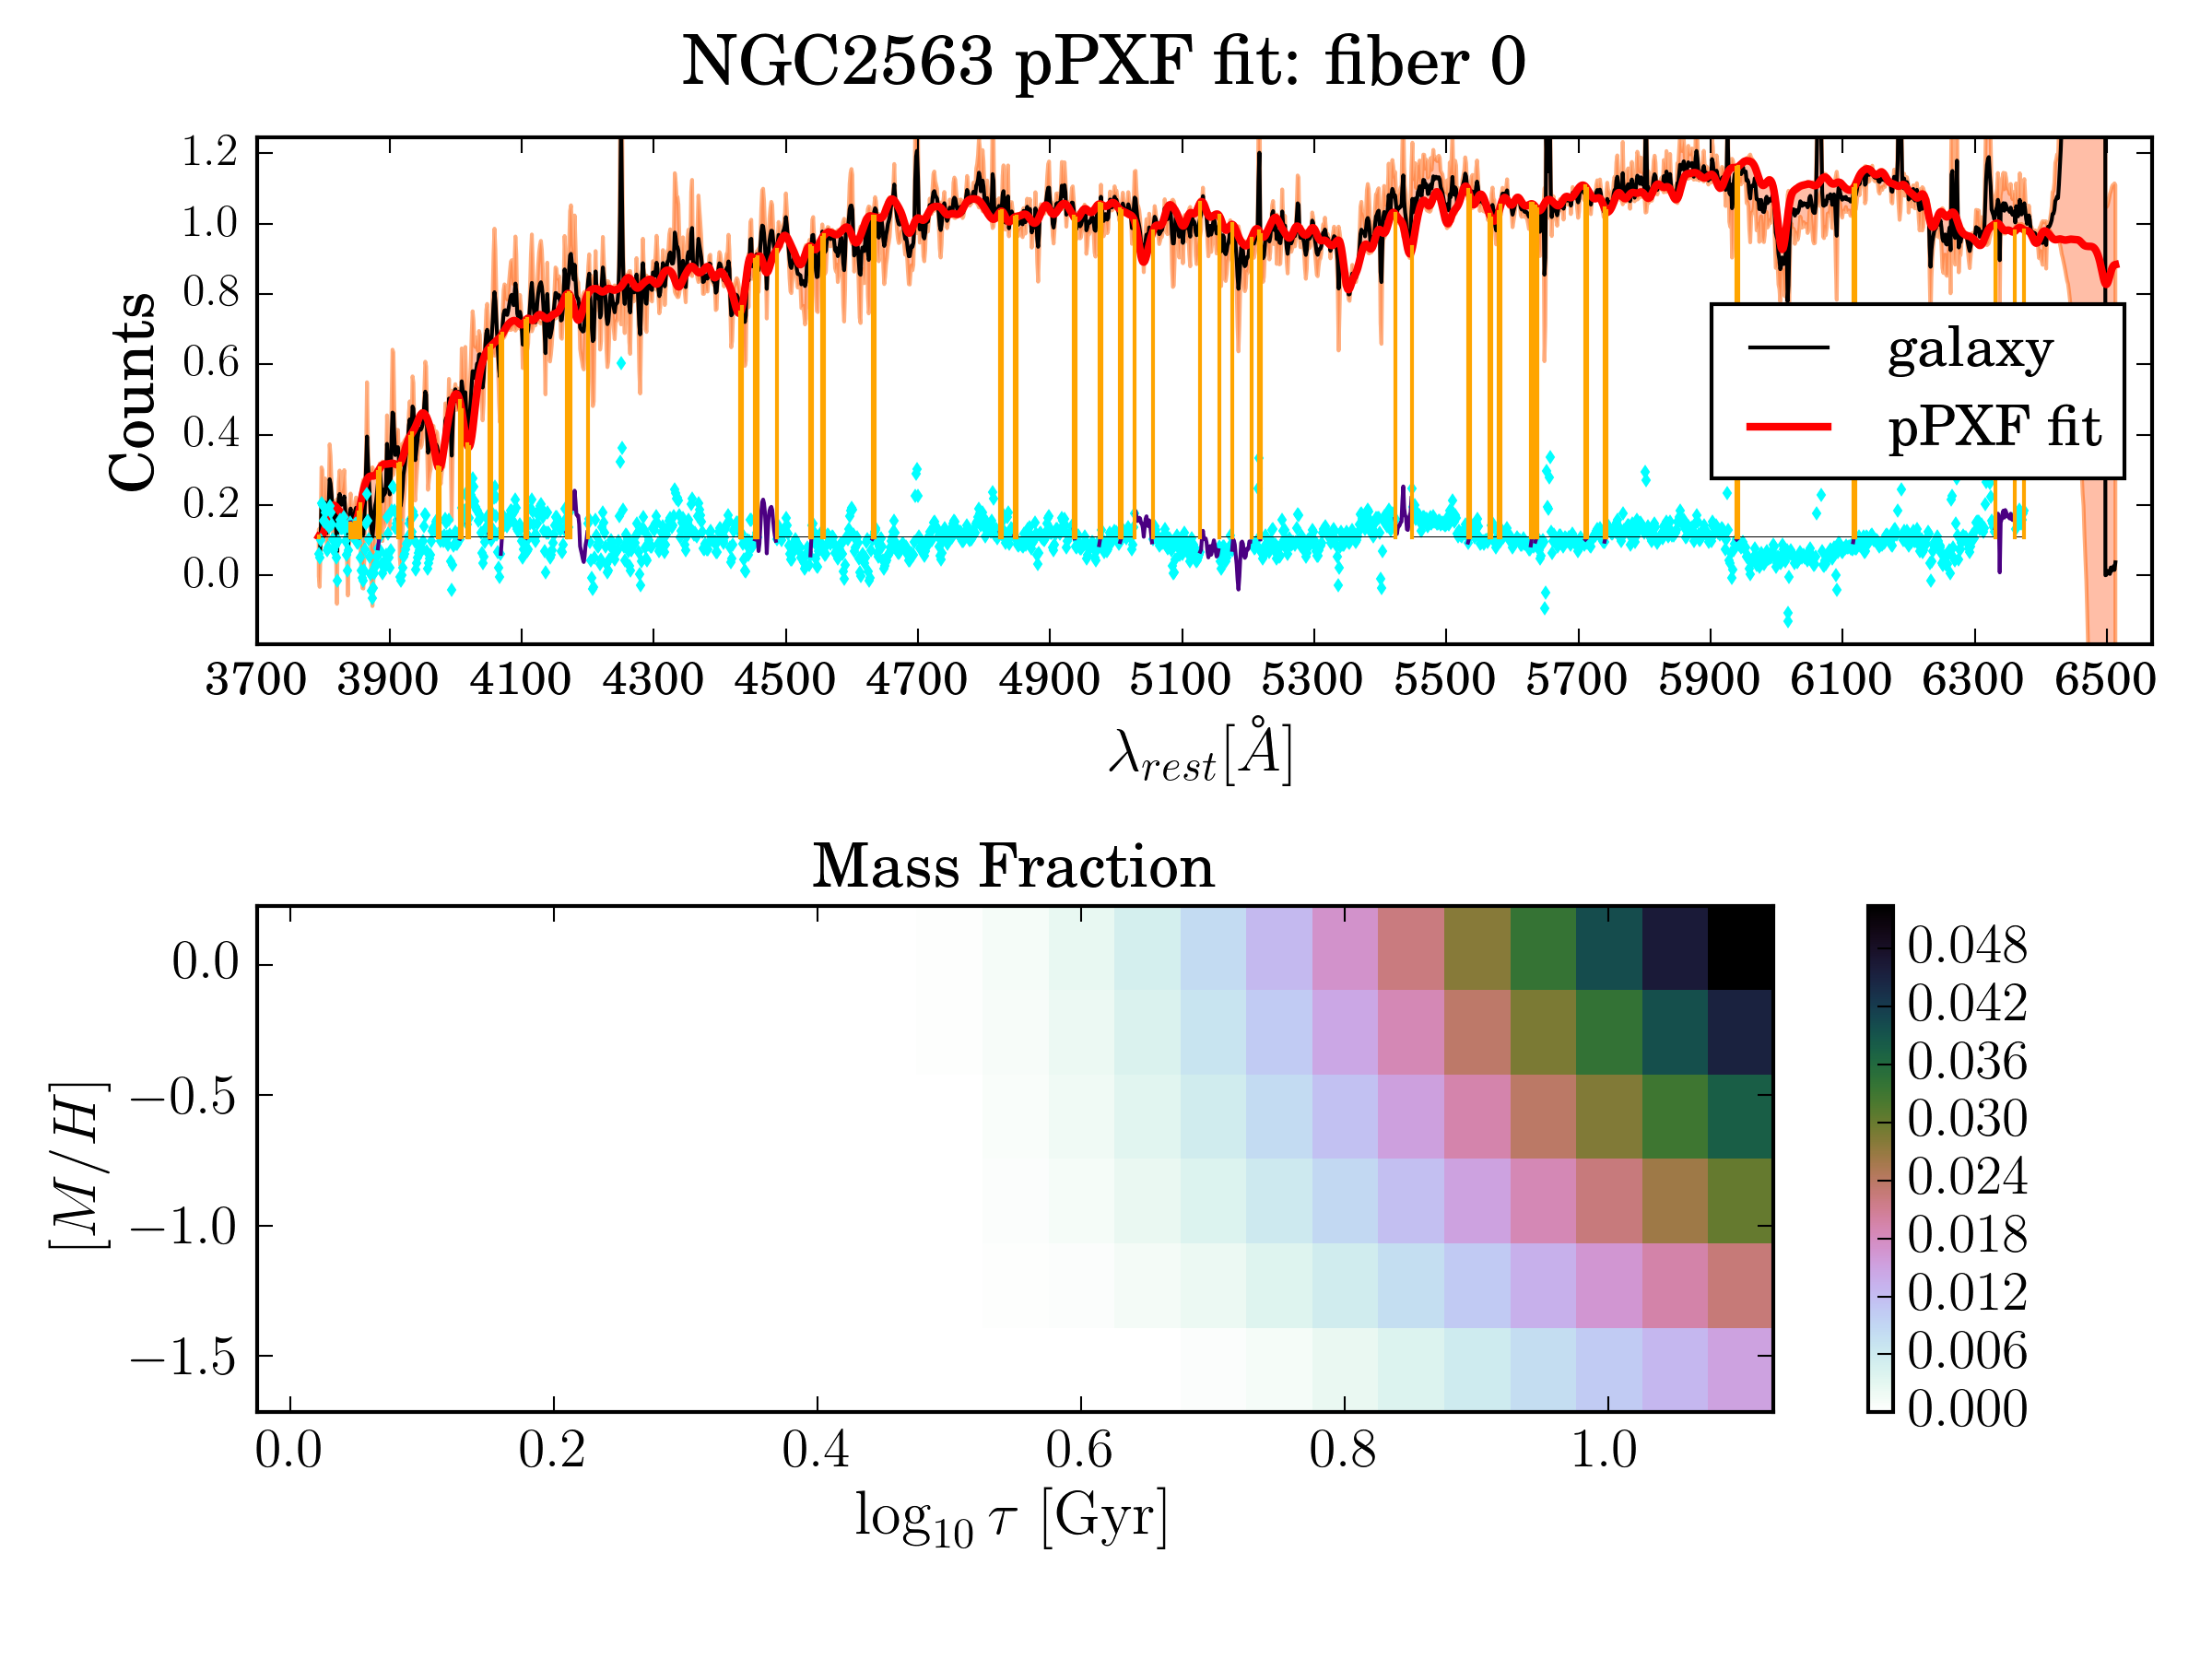 NGC2563 pPXF fit: fiber 0
Counts
1.2
1.0
0.8
0.6
0.4
0.2
0.0
galaxy
pPXF fit
3700 3900 4100 4300 4500 4700 4900 5100 5300 5500 5700 5900 6100 6300 6500
λrest[Å]
Mass Fraction
[M/H]
0.0
−0.5
−1.0
−1.5
0.0 0.2 0.4 0.6 0.8 1.0
log10 τ [Gyr]
0.048
0.042
0.036
0.030
0.024
0.018
0.012
0.006
0.000